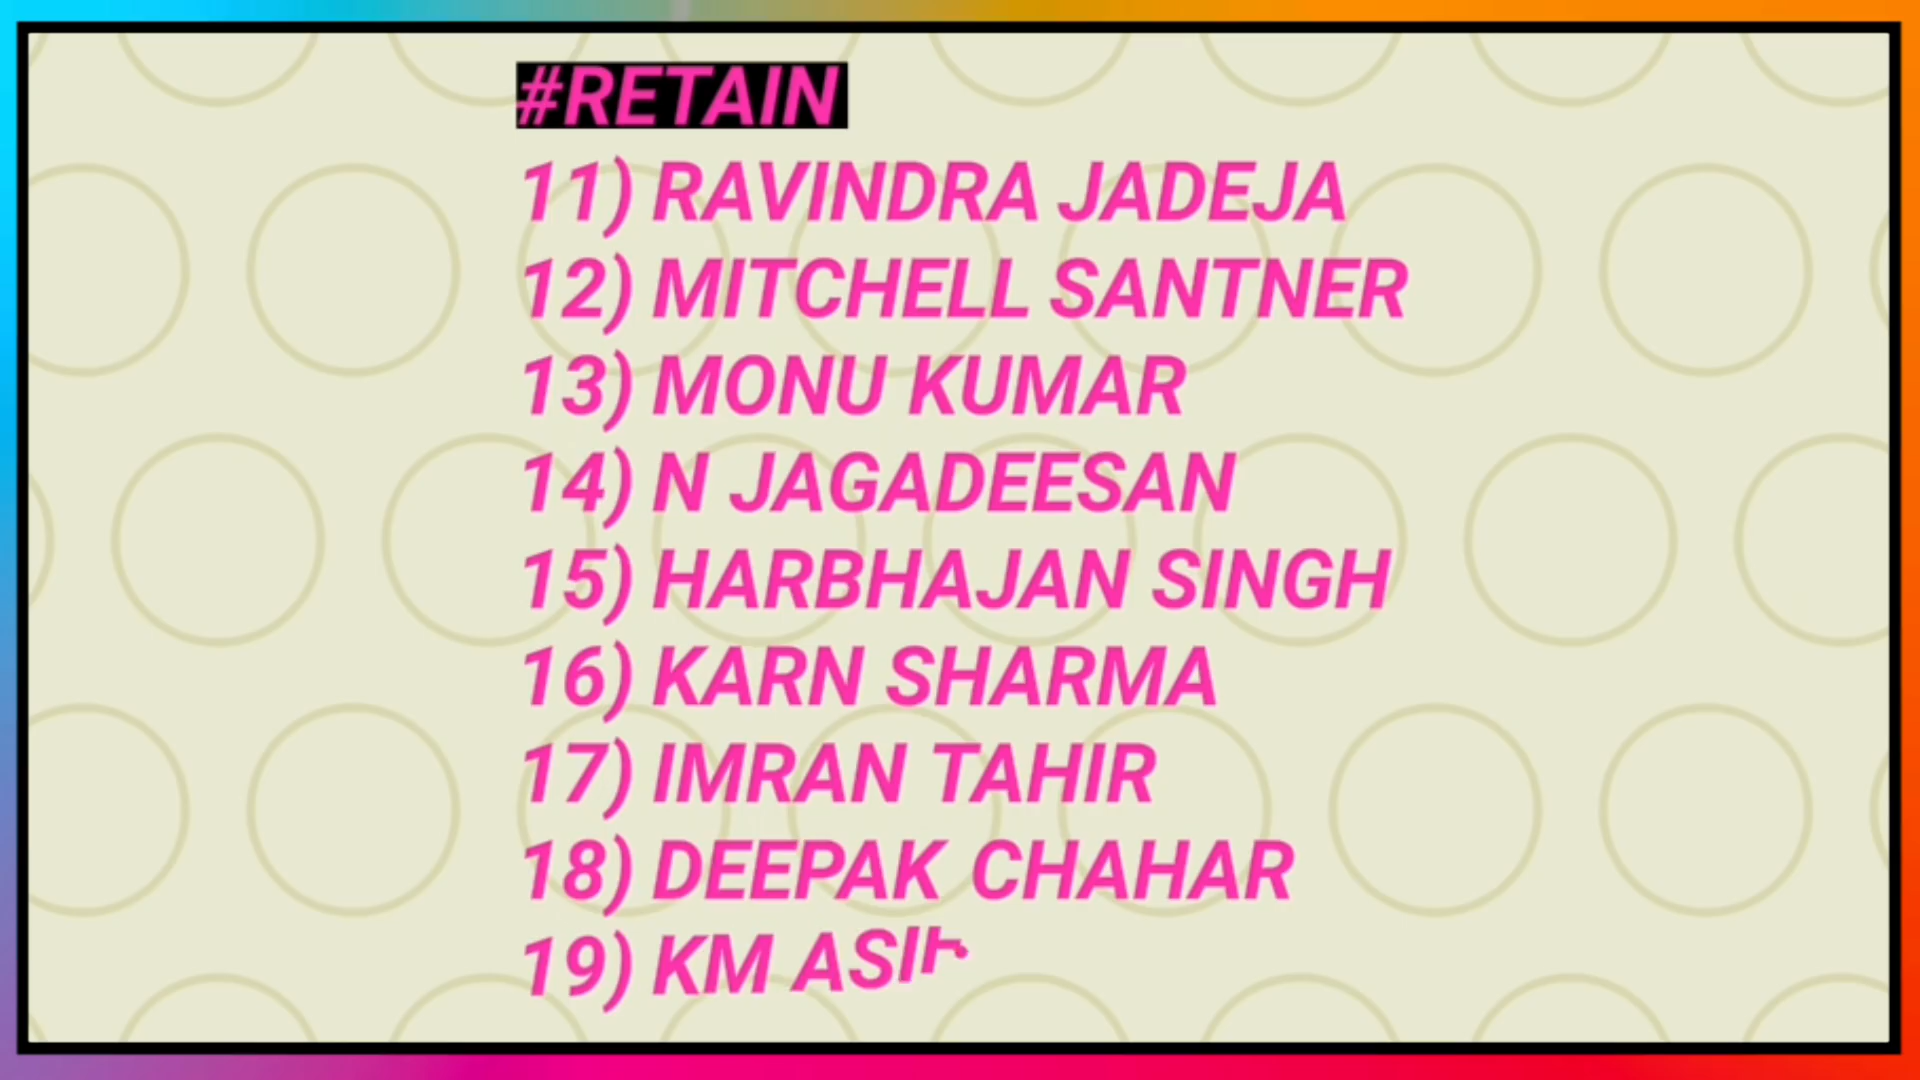 #RETAIN
11) RAVINDRA JADEJA
12) MITCHELL SANTNER
13) MONU KUMAR
14) N JAGADEESAN
15) HARBHAJAN SINGH
16) KARN SHARMA
17) IMRAN TAHIR
18) DEEPAK CHAHAR
19) KM ASIF